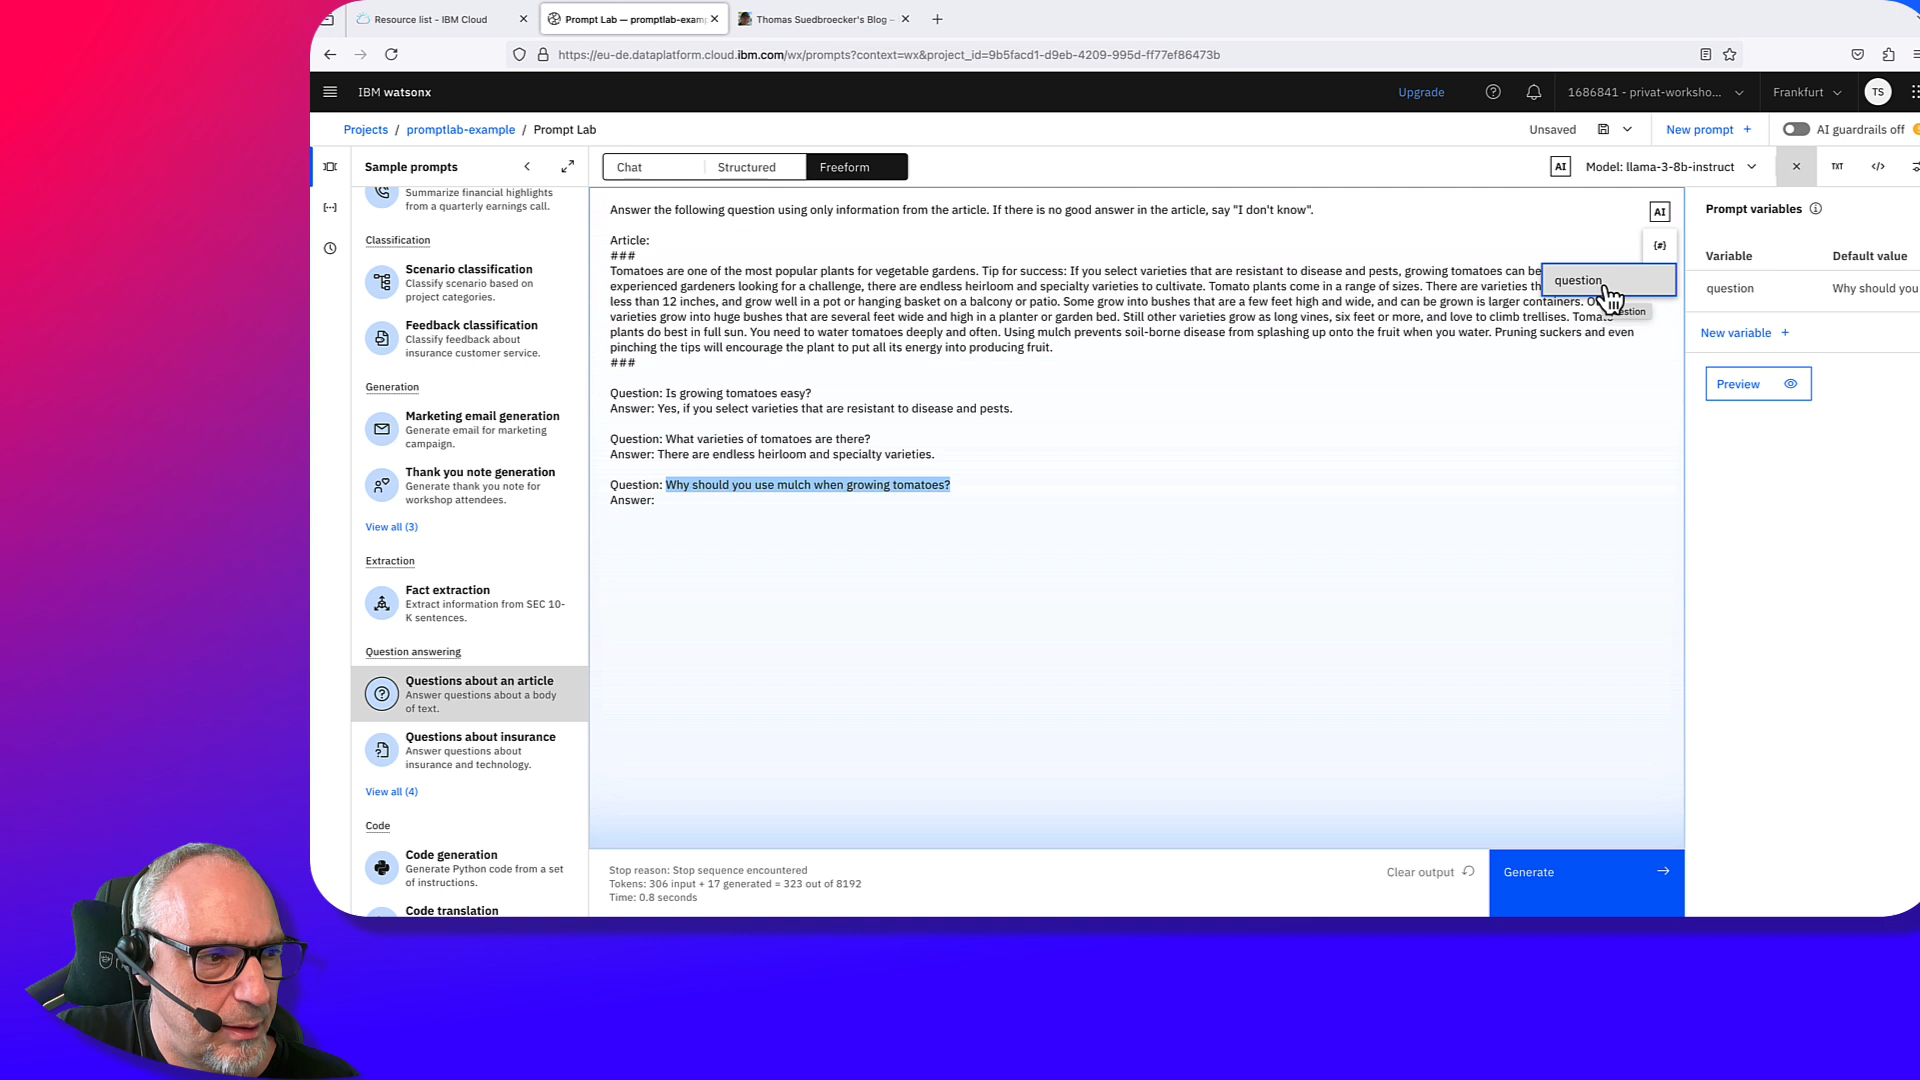 Resource list - IBM Cloud
Prompt Lab — promptlab-exam
Thomas Suedbroecker's Blog –
https://eu-de.dataplatform.cloud.ibm.com/wx/prompts?context=wx&project_id=9b5facd1-d9eb-4209-995d-ff77ef86473b
IBM watsonx
Upgrade
1686841 - privat-worksho...
Frankfurt
TS
Projects / promptlab-example / Prompt Lab
Unsaved
New prompt +
AI guardrails off
Sample prompts
Chat
Structured
Freeform
AI
Model: llama-3-8b-instruct
TXT
</>
Summarize financial highlights
from a quarterly earnings call.
Classification
Scenario classification
Classify scenario based on
project categories.
Feedback classification
Classify feedback about
insurance customer service.
Generation
Marketing email generation
Generate email for marketing
campaign.
Thank you note generation
Generate thank you note for
workshop attendees.
View all (3)
Extraction
Fact extraction
Extract information from SEC 10-
K sentences.
Question answering
Questions about an article
Answer questions about a body
of text.
Questions about insurance
Answer questions about
insurance and technology.
View all (4)
Code
Code generation
Generate Python code from a set
of instructions.
Code translation
Answer the following question using only information from the article. If there is no good answer in the article, say "I don't know".
Article:
###
Tomatoes are one of the most popular plants for vegetable gardens. Tip for success: If you select varieties that are resistant to disease and pests, growing tomatoes can be
experienced gardeners looking for a challenge, there are endless heirloom and specialty varieties to cultivate. Tomato plants come in a range of sizes. There are varieties th
less than 12 inches, and grow well in a pot or hanging basket on a balcony or patio. Some grow into bushes that are a few feet high and wide, and can be grown is larger containers.
varieties grow into huge bushes that are several feet wide and high in a planter or garden bed. Still other varieties grow as long vines, six feet or more, and love to climb trellises. Tomato
plants do best in full sun. You need to water tomatoes deeply and often. Using mulch prevents soil-borne disease from splashing up onto the fruit when you water. Pruning suckers and even
pinching the tips will encourage the plant to put all its energy into producing fruit.
###
Question: Is growing tomatoes easy?
Answer: Yes, if you select varieties that are resistant to disease and pests.
Question: What varieties of tomatoes are there?
Answer: There are endless heirloom and specialty varieties.
Question: Why should you use mulch when growing tomatoes?
Answer:
AI
{#}
question
Stop reason: Stop sequence encountered
Tokens: 306 input + 17 generated = 323 out of 8192
Time: 0.8 seconds
Clear output
Generate
Prompt variables
Variable
Default value
question
Why should you
New variable +
Preview